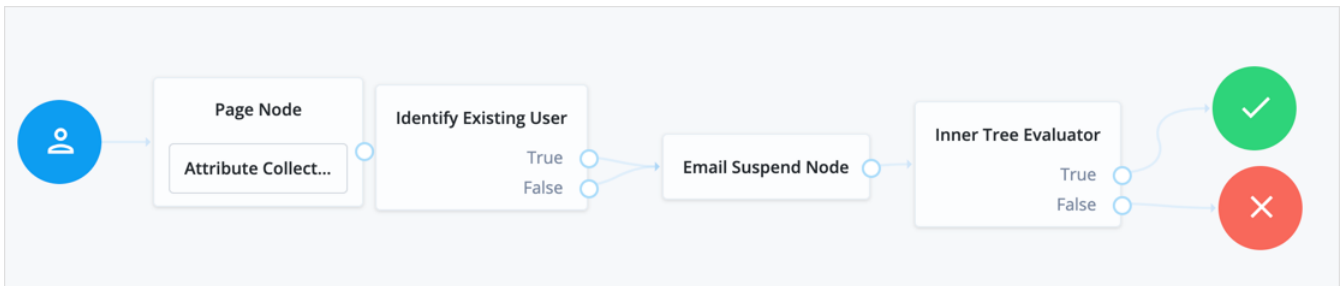 Page Node
Attribute Collect...
Identify Existing User
True
False
Email Suspend Node
Inner Tree Evaluator
True
False